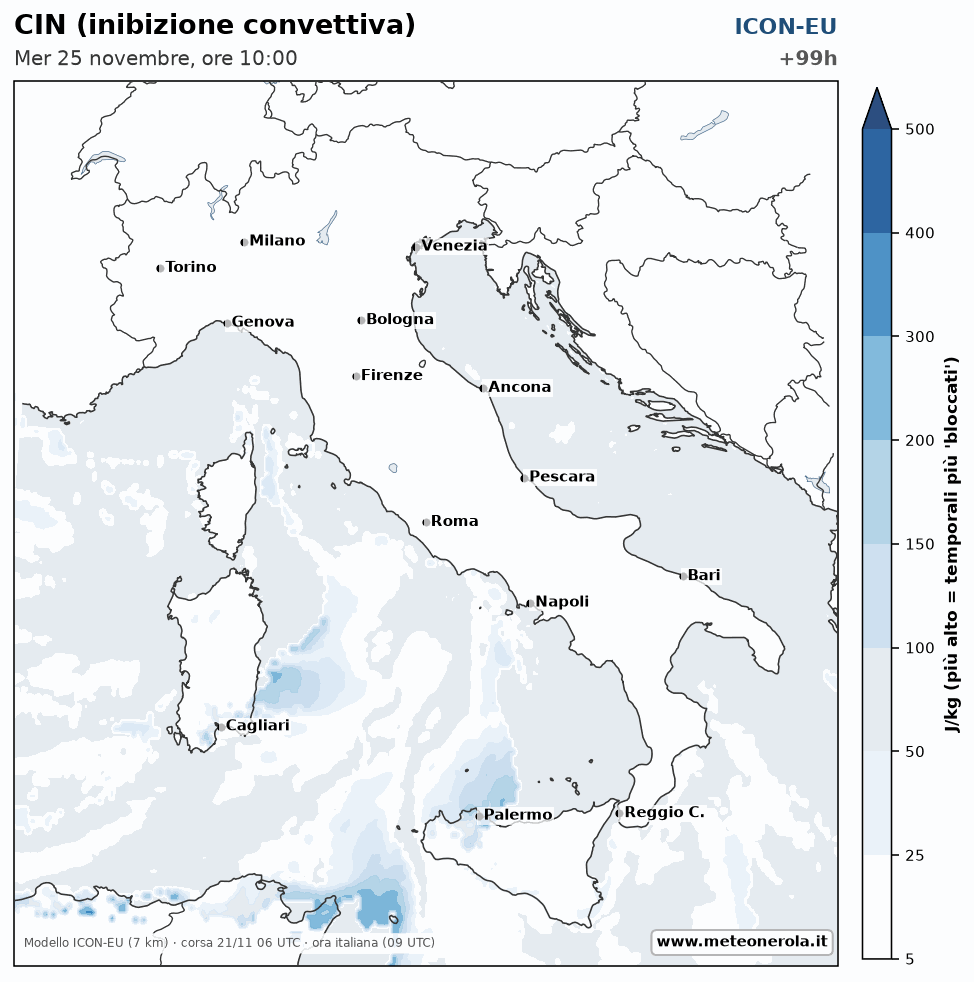 CIN (inibizione convettiva)
ICON-EU
Mer 25 novembre, ore 10:00
+99h
Milano
Venezia
Torino
Genova
Bologna
Firenze
Ancona
Pescara
Roma
Bari
Napoli
Cagliari
Palermo
Reggio C.
500
400
300
200
150
100
50
25
5
J/kg (più alto = temporali più 'bloccati')
Modello ICON-EU (7 km) · corsa 21/11 06 UTC · ora italiana (09 UTC)
www.meteonerola.it